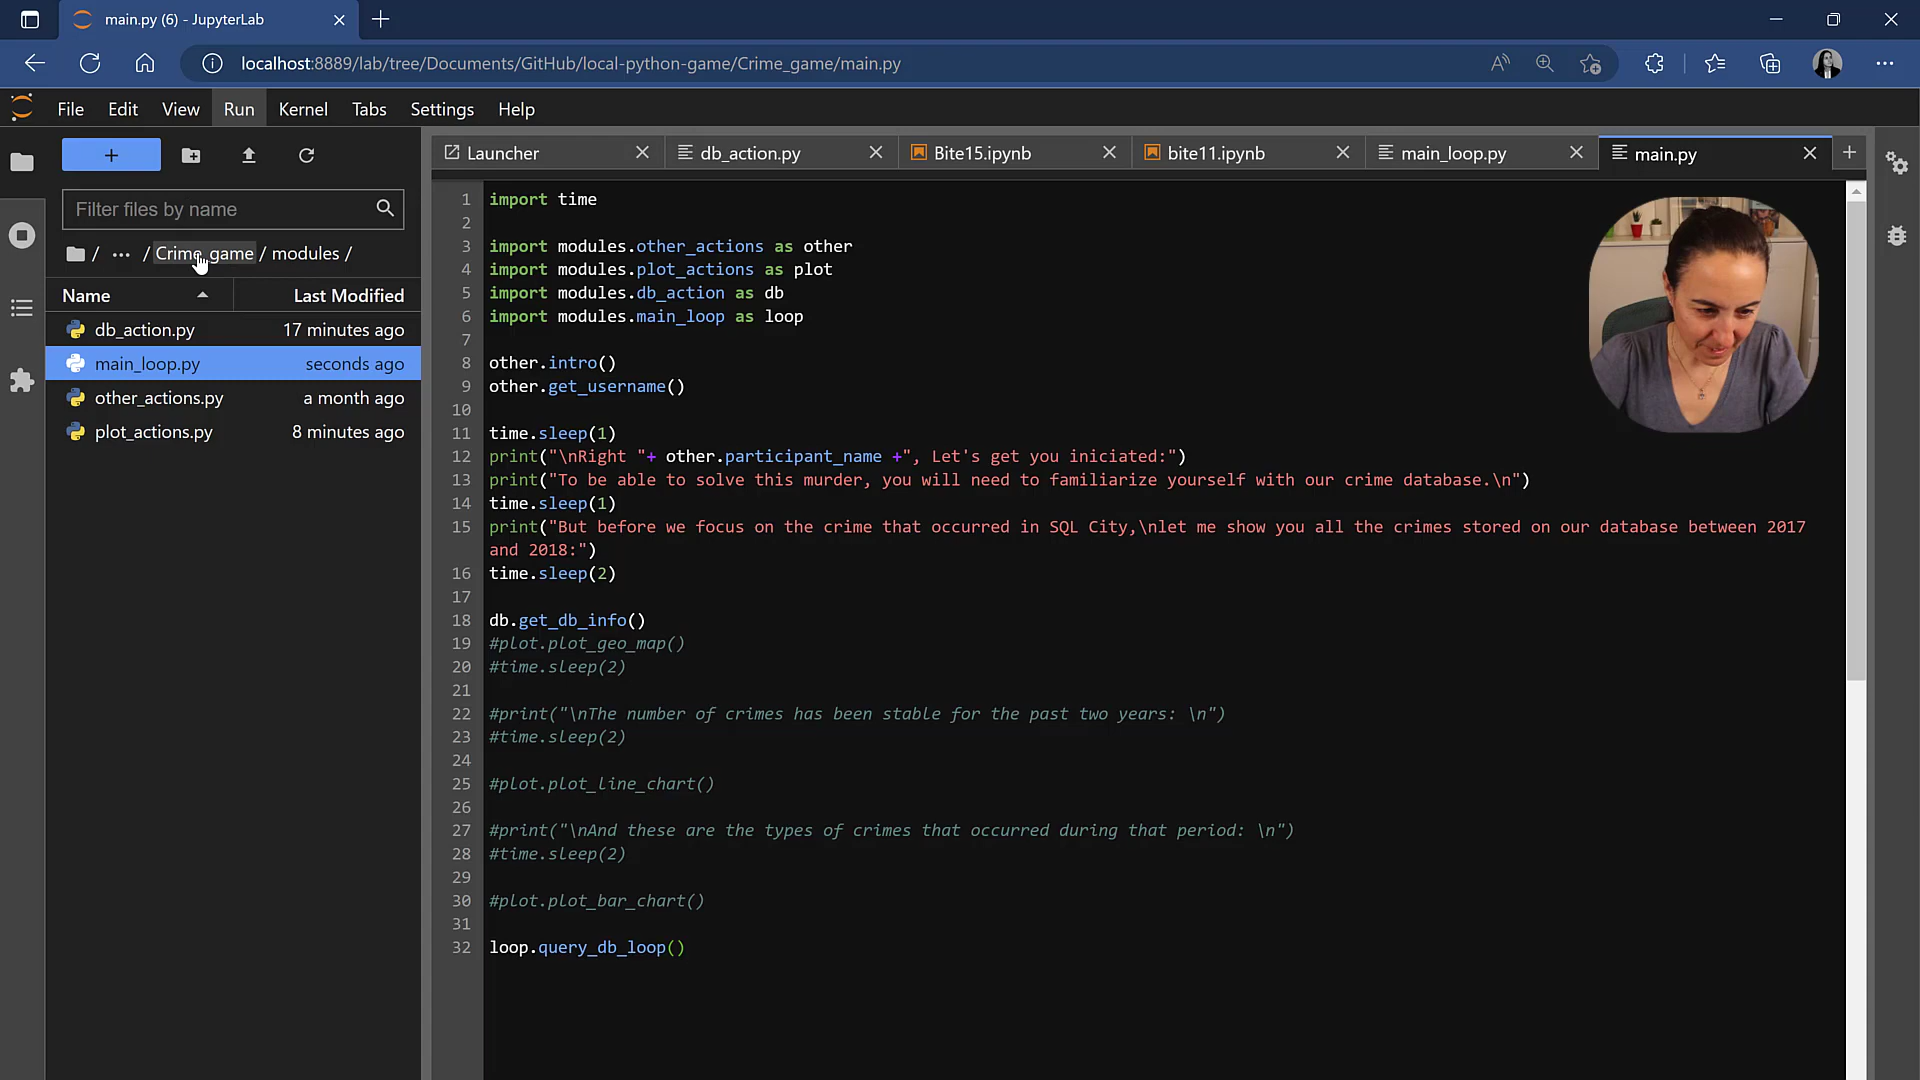 main.py (6) - JupyterLab
localhost:8889/lab/tree/Documents/GitHub/local-python-game/Crime_game/main.py
File Edit View Run Kernel Tabs Settings Help
Launcher db_action.py Bite15.ipynb bite11.ipynb main_loop.py main.py
Filter files by name
/ ... / Crime_game / modules /
Name Last Modified
db_action.py 17 minutes ago
main_loop.py seconds ago
other_actions.py a month ago
plot_actions.py 8 minutes ago
1 import time
2
3 import modules.other_actions as other
4 import modules.plot_actions as plot
5 import modules.db_action as db
6 import modules.main_loop as loop
7
8 other.intro()
9 other.get_username()
10
11 time.sleep(1)
12 print("\nRight "+ other.participant_name +", Let's get you iniciated:")
13 print("To be able to solve this murder, you will need to familiarize yourself with our crime database.\n")
14 time.sleep(1)
15 print("But before we focus on the crime that occurred in SQL City,\nlet me show you all the crimes stored on our database between 2017
and 2018:")
16 time.sleep(2)
17
18 db.get_db_info()
19 #plot.plot_geo_map()
20 #time.sleep(2)
21
22 #print("\nThe number of crimes has been stable for the past two years: \n")
23 #time.sleep(2)
24
25 #plot.plot_line_chart()
26
27 #print("\nAnd these are the types of crimes that occurred during that period: \n")
28 #time.sleep(2)
29
30 #plot.plot_bar_chart()
31
32 loop.query_db_loop()